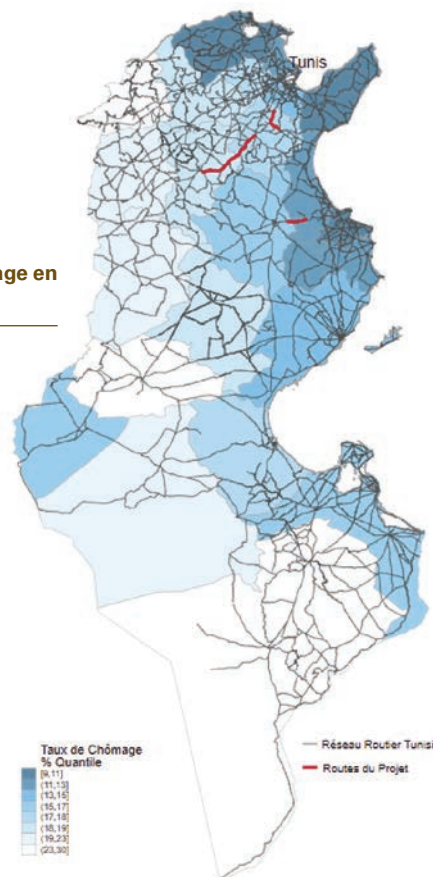 Tunis
age en
Taux de Chômage
% Quantile
[9,11]
(11,13]
(13,15]
(15,17]
(17,18]
(18,19]
(19,23]
(23,30]
Réseau Routier Tunisi
Routes du Projet